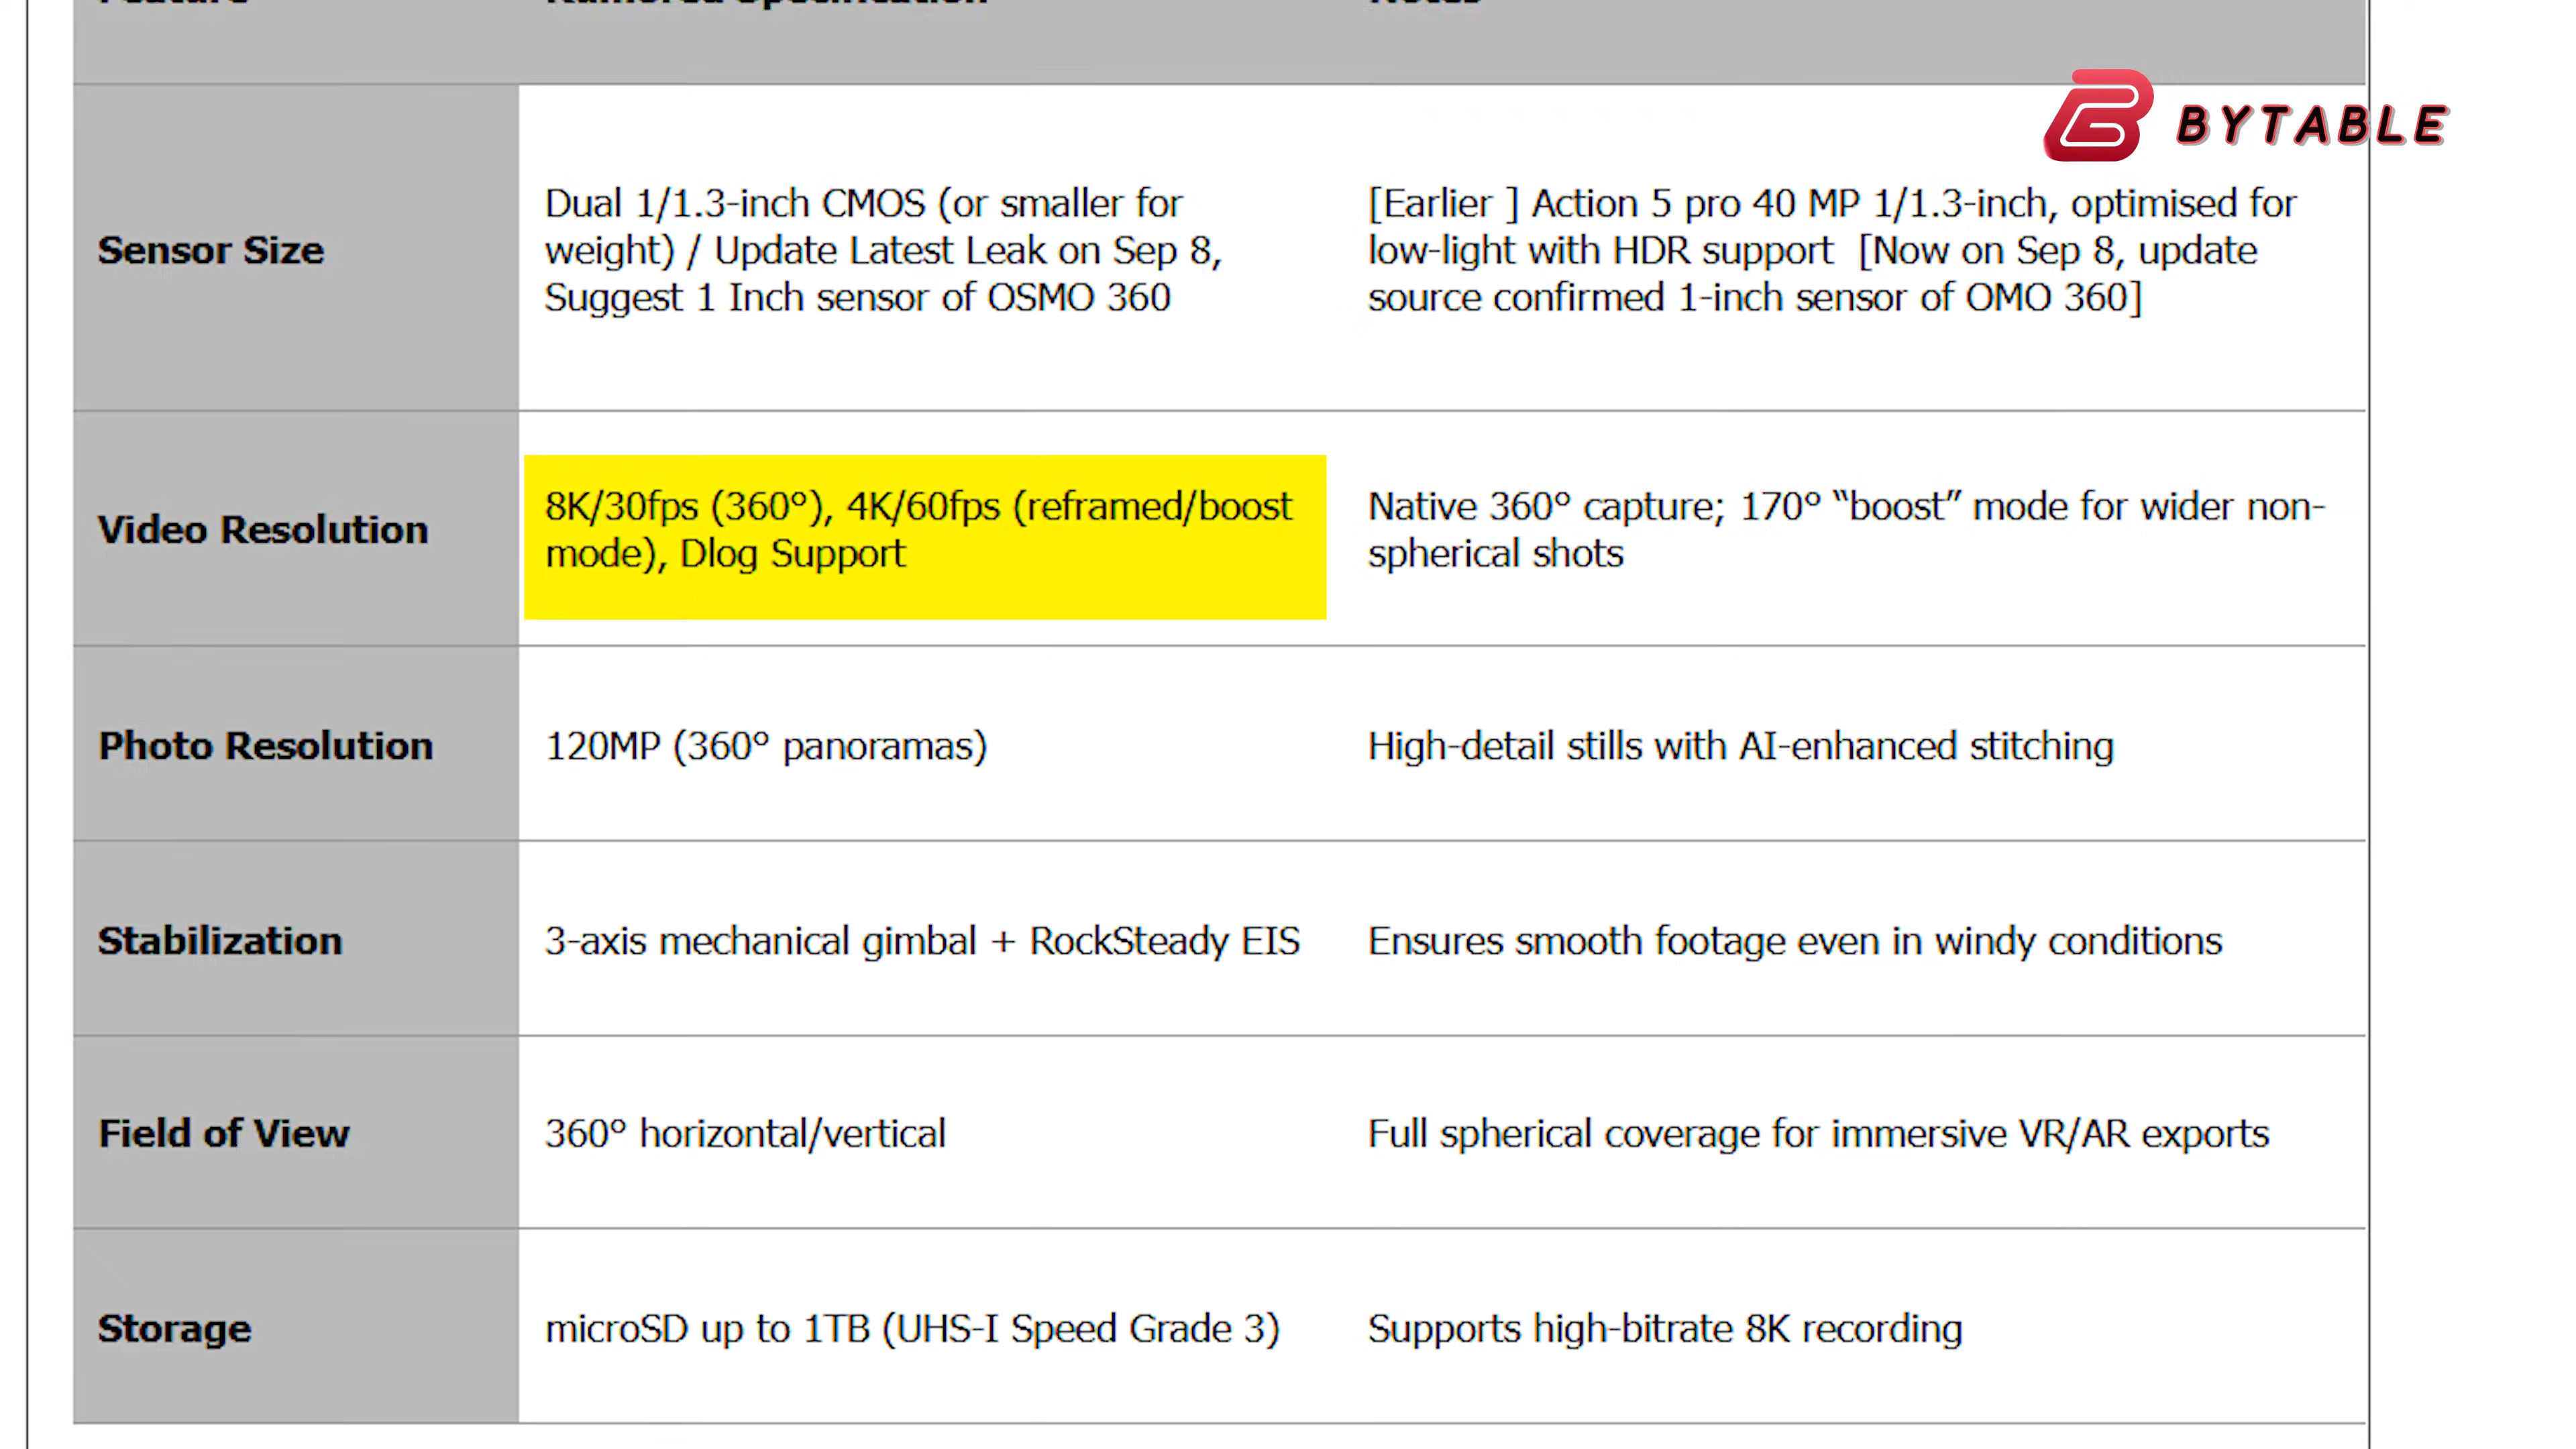 Feature Rumored Specification Notes
BYTABLE
Sensor Size
Dual 1/1.3-inch CMOS (or smaller for
weight) / Update Latest Leak on Sep 8,
Suggest 1 Inch sensor of OSMO 360
[Earlier ] Action 5 pro 40 MP 1/1.3-inch, optimised for
low-light with HDR support [Now on Sep 8, update
source confirmed 1-inch sensor of OMO 360]
Video Resolution
8K/30fps (360°), 4K/60fps (reframed/boost
mode), Dlog Support
Native 360° capture; 170° “boost” mode for wider non-
spherical shots
Photo Resolution
120MP (360° panoramas)
High-detail stills with AI-enhanced stitching
Stabilization
3-axis mechanical gimbal + RockSteady EIS
Ensures smooth footage even in windy conditions
Field of View
360° horizontal/vertical
Full spherical coverage for immersive VR/AR exports
Storage
microSD up to 1TB (UHS-I Speed Grade 3)
Supports high-bitrate 8K recording